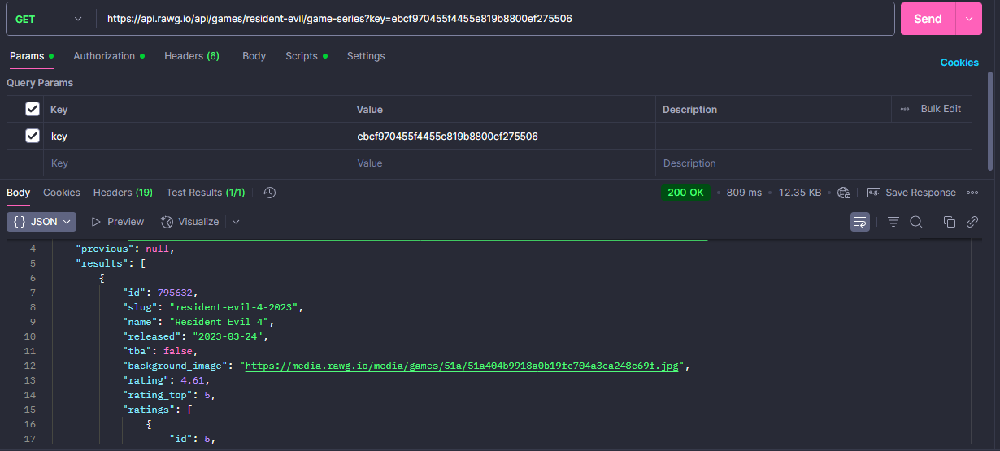 GET https://api.rawg.io/api/games/resident-evil/game-series?key=ebcf970455f4455e819b8800ef275506 Send
Params Authorization Headers (6) Body Scripts Settings Cookies
Query Params
Key Value Description Bulk Edit
key ebcf970455f4455e819b8800ef275506
Key Value Description
Body Cookies Headers (19) Test Results (1/1) 200 OK 809 ms 12.35 KB Save Response
{} JSON Preview Visualize
4 "previous": null,
5 "results": [
6 {
7 "id": 795632,
8 "slug": "resident-evil-4-2023",
9 "name": "Resident Evil 4",
10 "released": "2023-03-24",
11 "tba": false,
12 "background_image": "https://media.rawg.io/media/games/51a/51a404b9918a0b19fc704a3ca248c69f.jpg",
13 "rating": 4.61,
14 "rating_top": 5,
15 "ratings": [
16 {
17 "id": 5,